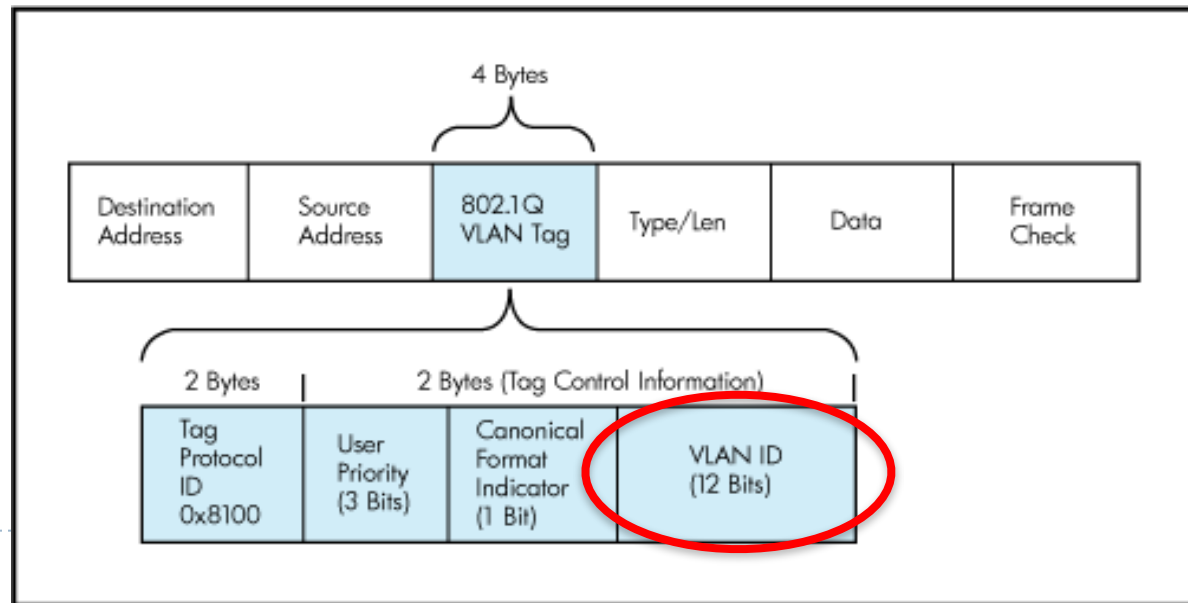 4 Bytes
Destination
Address
Source
Address
802.1Q
VLAN Tag
Type/Len
Data
Frame
Check
2 Bytes
2 Bytes (Tag Control Information)
Tag
Protocol
ID
0x8100
User
Priority
(3 Bits)
Canonical
Format
Indicator
(1 Bit)
VLAN ID
(12 Bits)